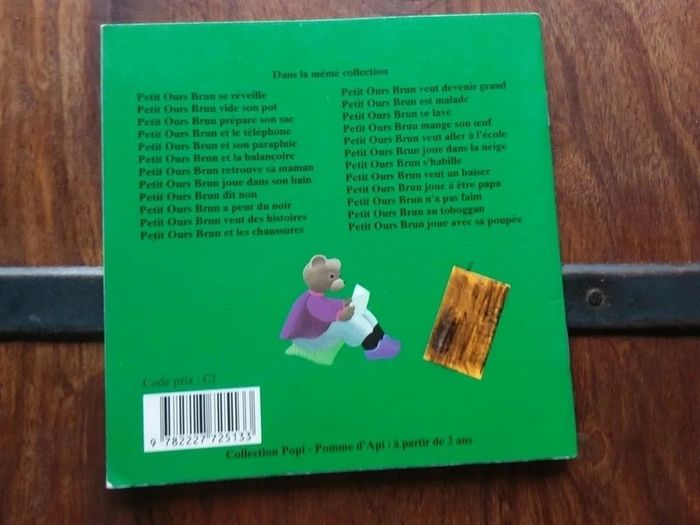 Dans la même collection
Petit Ours Brun se réveille
Petit Ours Brun vide son pot
Petit Ours Brun prépare son sac
Petit Ours Brun et le téléphone
Petit Ours Brun et son parapluie
Petit Ours Brun et la balançoire
Petit Ours Brun retrouve sa maman
Petit Ours Brun joue dans son bain
Petit Ours Brun dit non
Petit Ours Brun a peur du noir
Petit Ours Brun veut des histoires
Petit Ours Brun et les chaussures
Petit Ours Brun veut devenir grand
Petit Ours Brun est malade
Petit Ours Brun se lave
Petit Ours Brun mange son œuf
Petit Ours Brun veut aller à l'école
Petit Ours Brun joue dans la neige
Petit Ours Brun s'habille
Petit Ours Brun veut un baiser
Petit Ours Brun joue à être papa
Petit Ours Brun n'a pas faim
Petit Ours Brun au toboggan
Petit Ours Brun joue avec sa poupée
Code prix : C1
9 782227 725133
Collection Popi - Pomme d'Api : à partir de 2 ans